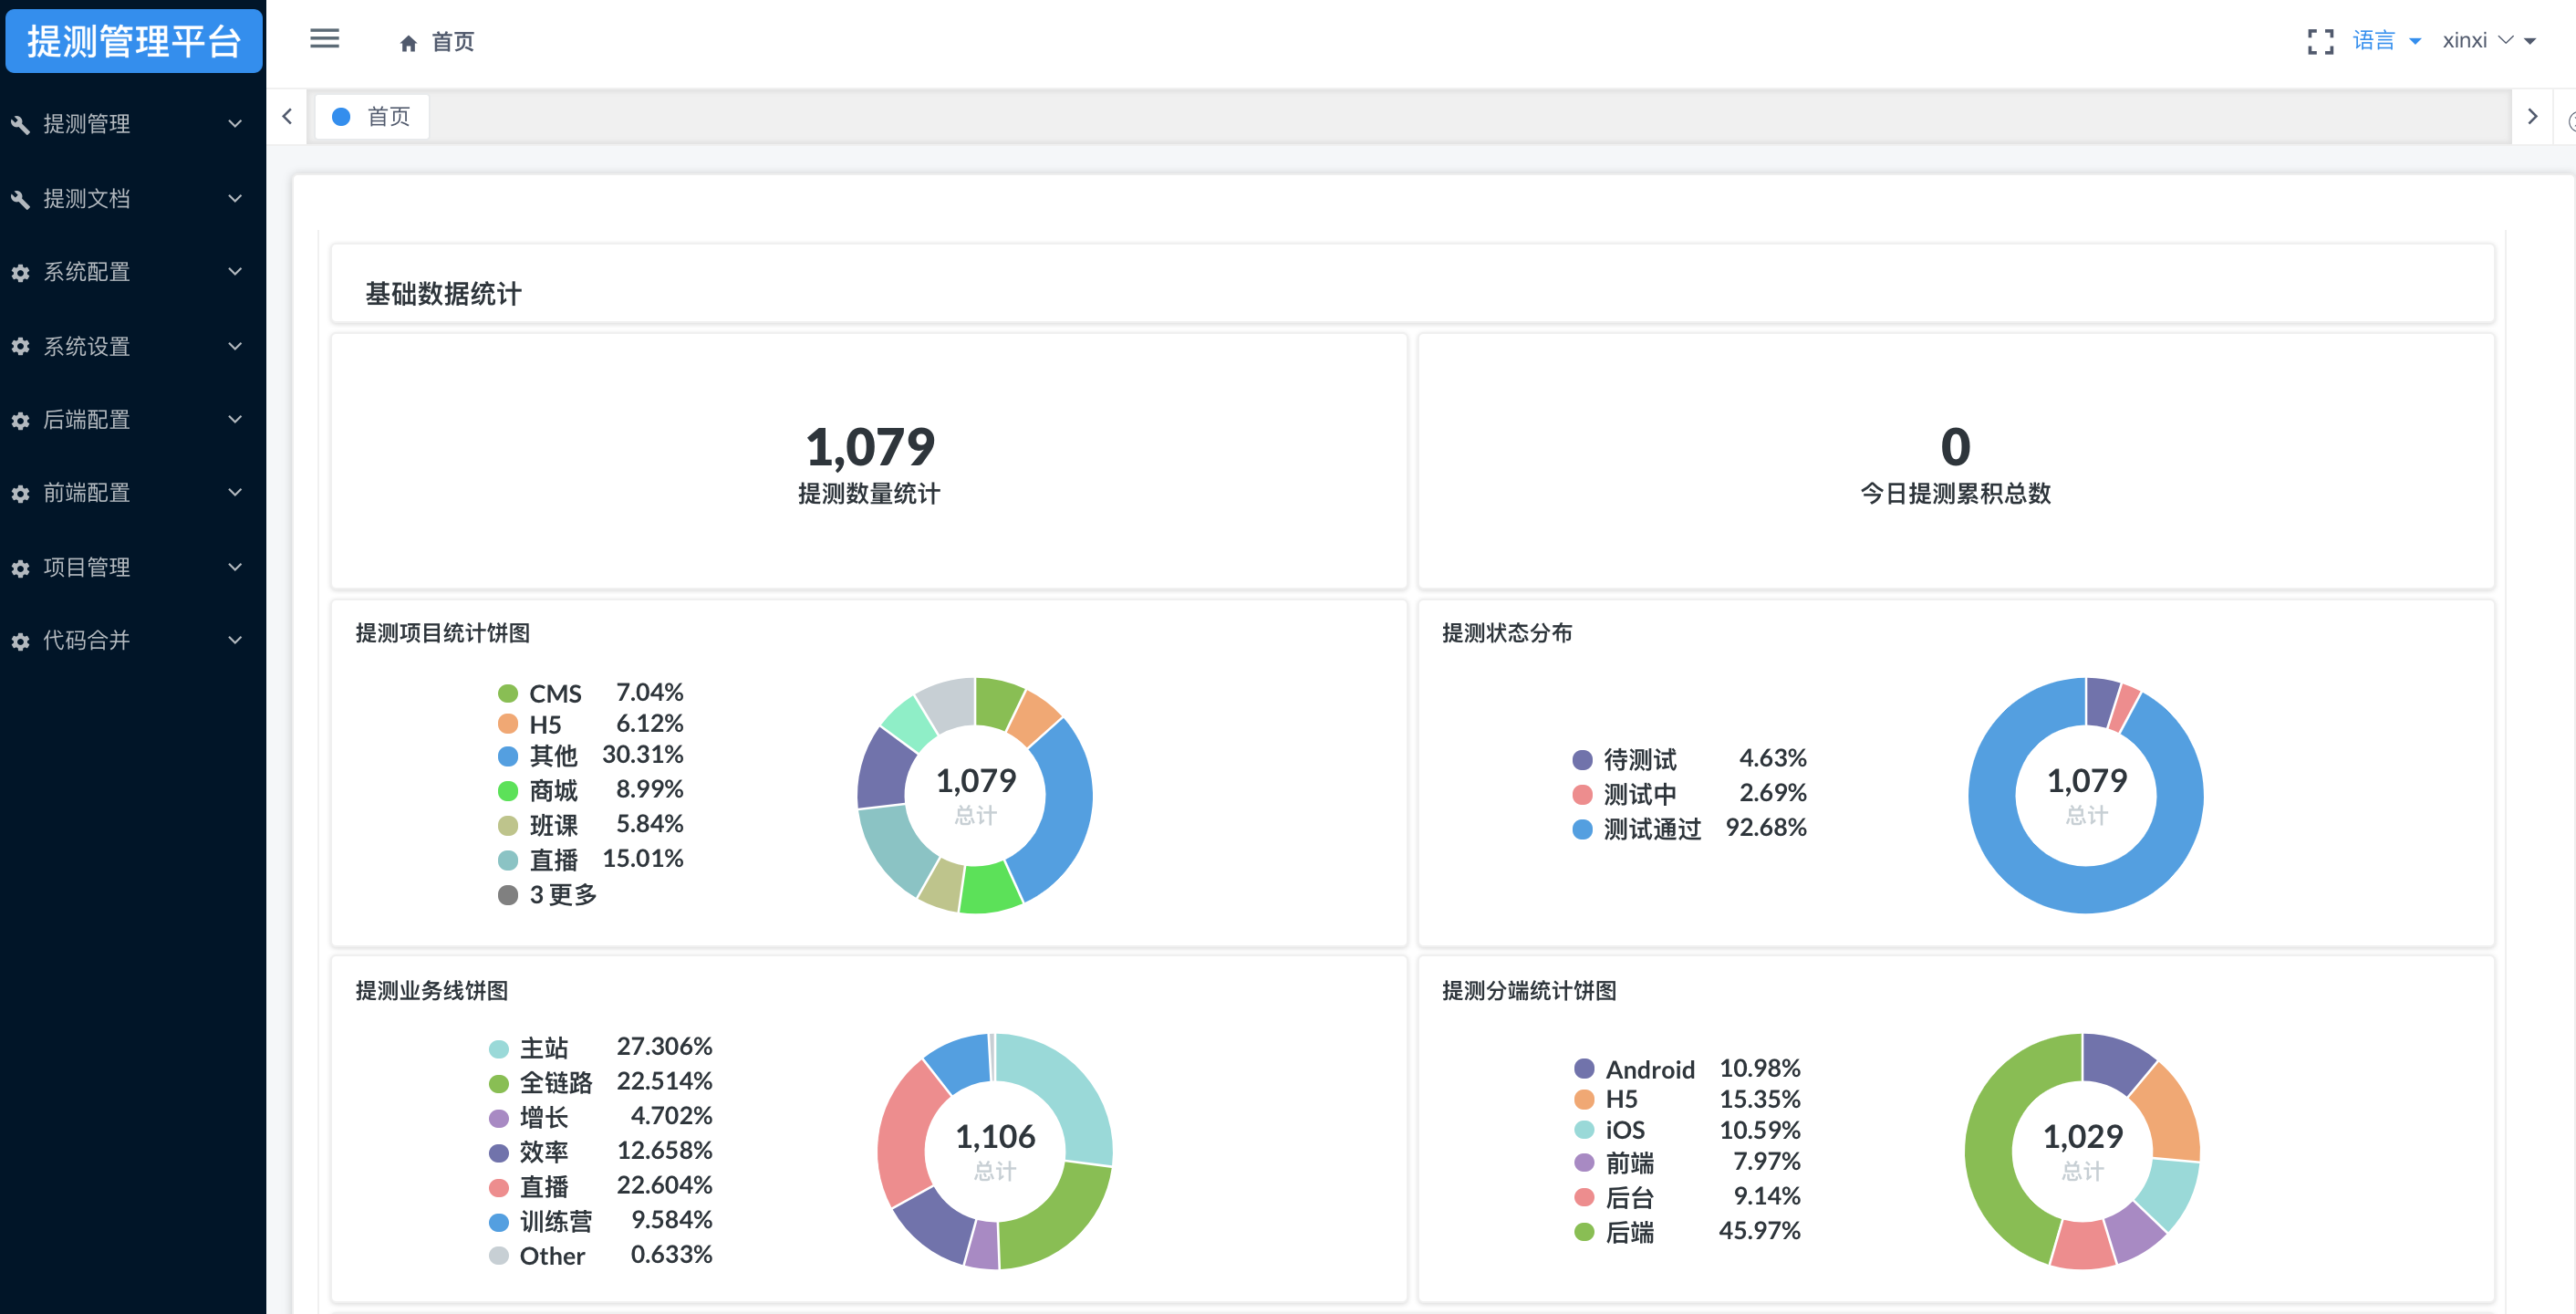 提测管理平台
首页
语言
xinxi
提测管理
提测文档
系统配置
系统设置
后端配置
前端配置
项目管理
代码合并
首页
基础数据统计
1,079
提测数量统计
0
今日提测累积总数
提测项目统计饼图
CMS 7.04%
H5 6.12%
其他 30.31%
商城 8.99%
班课 5.84%
直播 15.01%
3 更多
1,079
总计
提测状态分布
待测试 4.63%
测试中 2.69%
测试通过 92.68%
1,079
总计
提测业务线饼图
主站 27.306%
全链路 22.514%
增长 4.702%
效率 12.658%
直播 22.604%
训练营 9.584%
Other 0.633%
1,106
总计
提测分端统计饼图
Android 10.98%
H5 15.35%
iOS 10.59%
前端 7.97%
后台 9.14%
后端 45.97%
1,029
总计